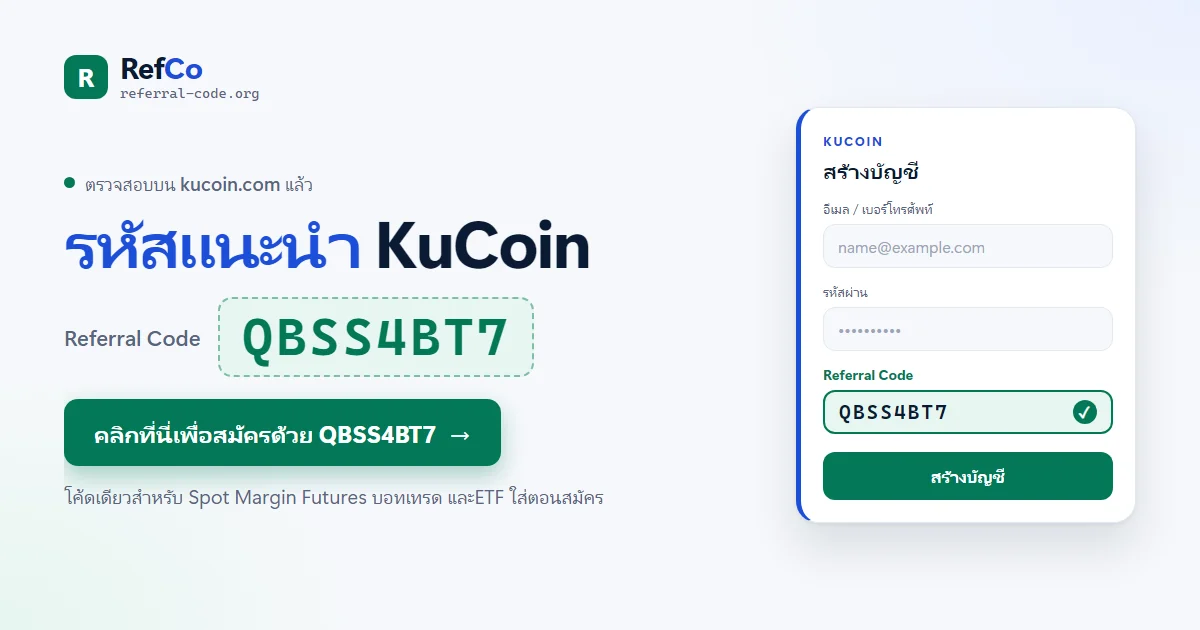 R
RefCo
referral-code.org
ตรวจสอบบน kucoin.com แล้ว
รหัสแนะนำ KuCoin
Referral Code QBSS4BT7
คลิกที่นี่เพื่อสมัครด้วย QBSS4BT7 →
โค้ดเดียวสำหรับ Spot Margin Futures บอทเทรด และETF ใส่ตอนสมัคร
KUCOIN
สร้างบัญชี
อีเมล / เบอร์โทรศัพท์
name@example.com
รหัสผ่าน
••••••••••
Referral Code
QBSS4BT7 ✓
สร้างบัญชี